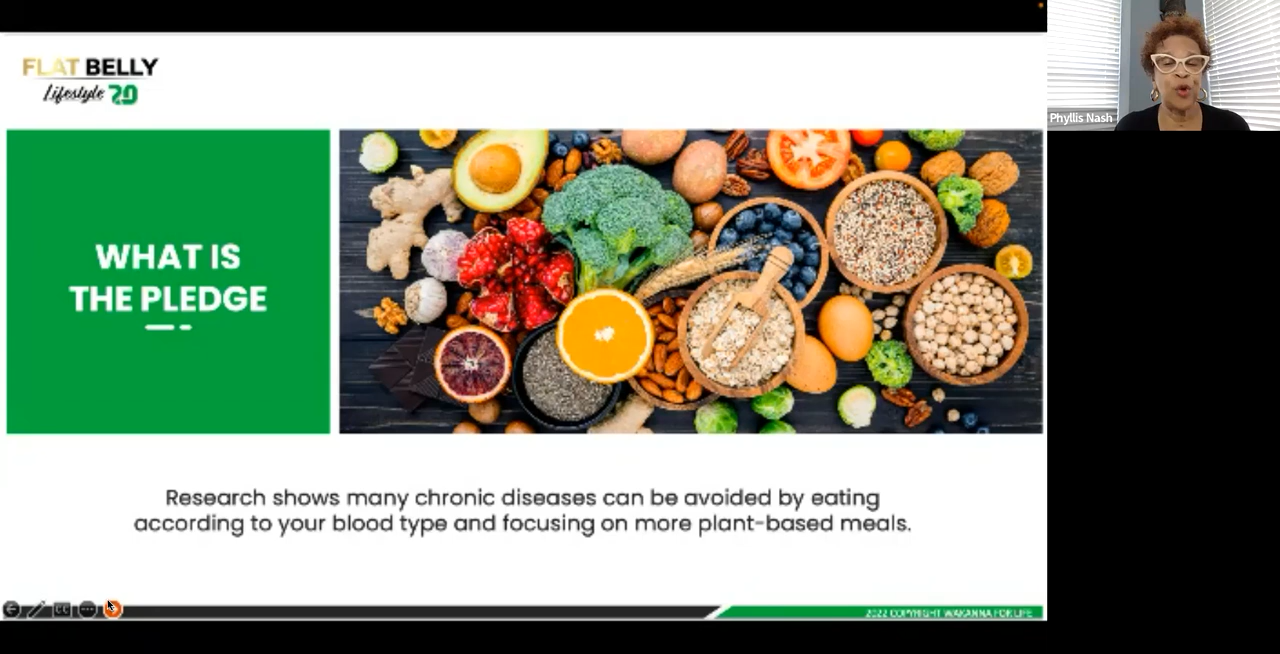 FLAT BELLY
Lifestyle 2.0
Phyllis Nash
WHAT IS
THE PLEDGE
Research shows many chronic diseases can be avoided by eating
according to your blood type and focusing on more plant-based meals.
CC
2022 COPYRIGHT WAKANNA FOR LIFE